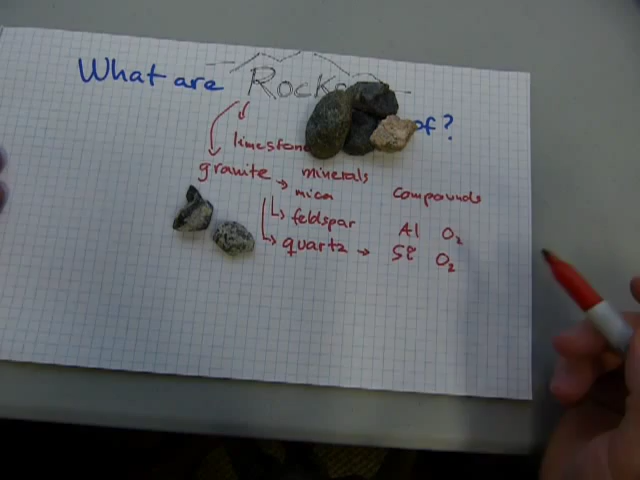 What are Rocks of?
limestone
granite minerals
mica compounds
feldspar Al O2
quartz Si O2